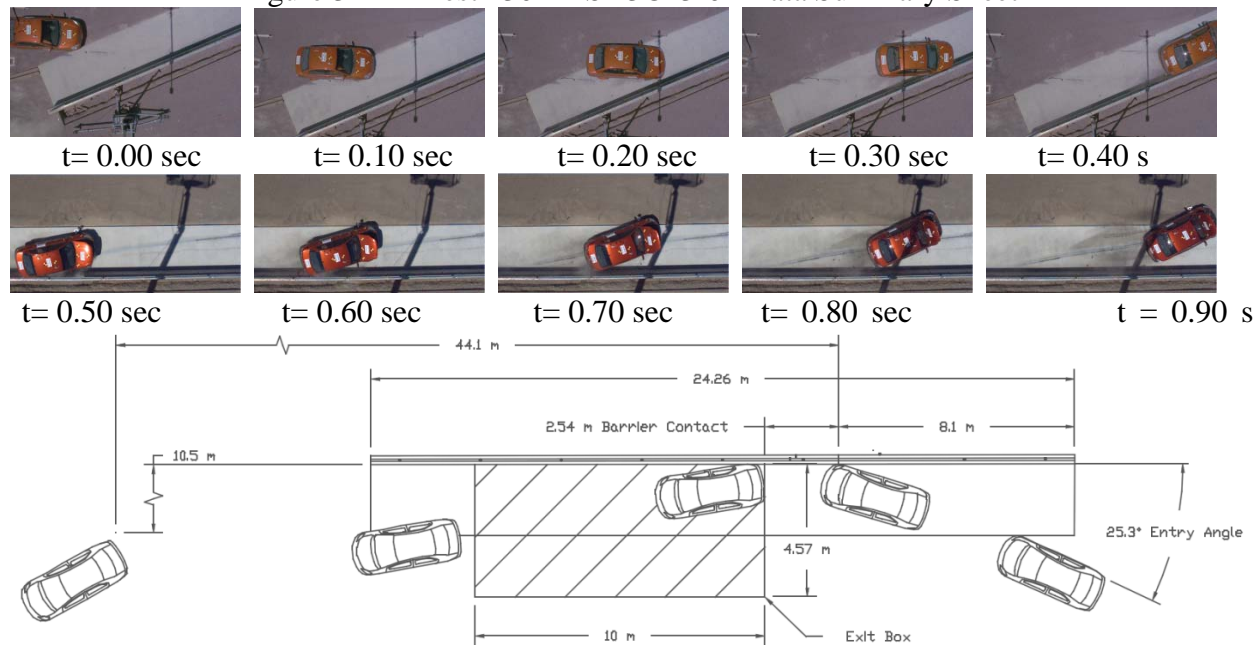 t= 0.00 sec
t= 0.10 sec
t= 0.20 sec
t= 0.30 sec
t= 0.40 s
t= 0.50 sec
t= 0.60 sec
t= 0.70 sec
t= 0.80 sec
t = 0.90 s
44.1 m
24.26 m
2.54 m Barrier Contact
8.1 m
10.5 m
25.3° Entry Angle
4.57 m
10 m
Exit Box